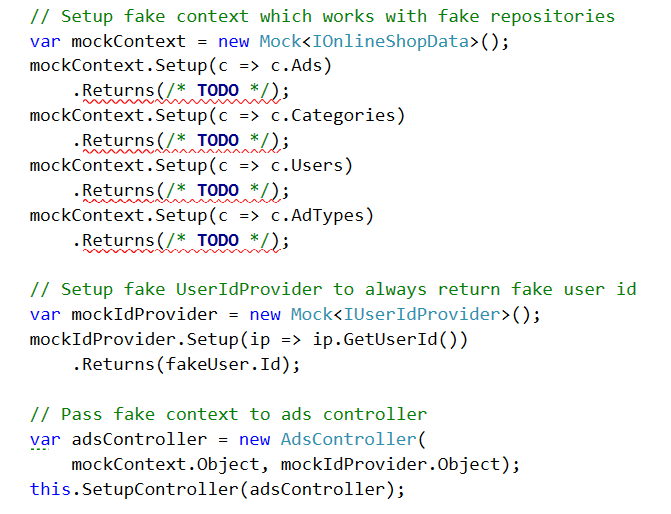 // Setup fake context which works with fake repositories
var mockContext = new Mock<IOnlineShopData>();
mockContext.Setup(c => c.Ads)
    .Returns(/* TODO */);
mockContext.Setup(c => c.Categories)
    .Returns(/* TODO */);
mockContext.Setup(c => c.Users)
    .Returns(/* TODO */);
mockContext.Setup(c => c.AdTypes)
    .Returns(/* TODO */);

// Setup fake UserIdProvider to always return fake user id
var mockIdProvider = new Mock<IUserIdProvider>();
mockIdProvider.Setup(ip => ip.GetUserId())
    .Returns(fakeUser.Id);

// Pass fake context to ads controller
var adsController = new AdsController(
    mockContext.Object, mockIdProvider.Object);
this.SetupController(adsController);